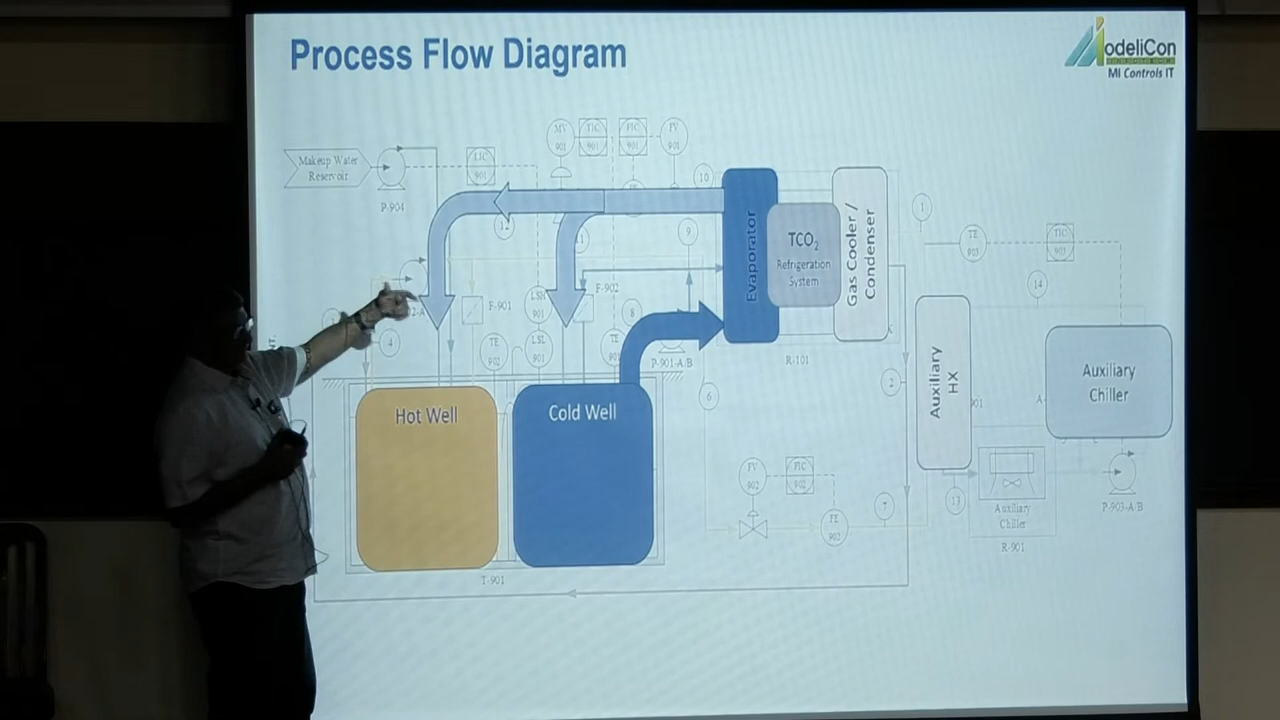 Process Flow Diagram
odeliCon
MI Controls IT
Makeup Water
Reservoir
P-904
LIC
901
MV
901
TIC
901
FIC
901
FV
901
10
12
11
9
Evaporator
TCO₂
Refrigeration
System
Gas Cooler /
Condenser
1
TE
903
TIC
903
14
F-901
F-902
LSH
901
LSL
901
TE
902
TE
901
8
4
P-901-A/B
R-101
6
2
Hot Well
Cold Well
T-901
Auxiliary
HX
Auxiliary
Chiller
FV
902
FIC
902
FE
902
7
13
Auxiliary
Chiller
R-901
P-903-A/B